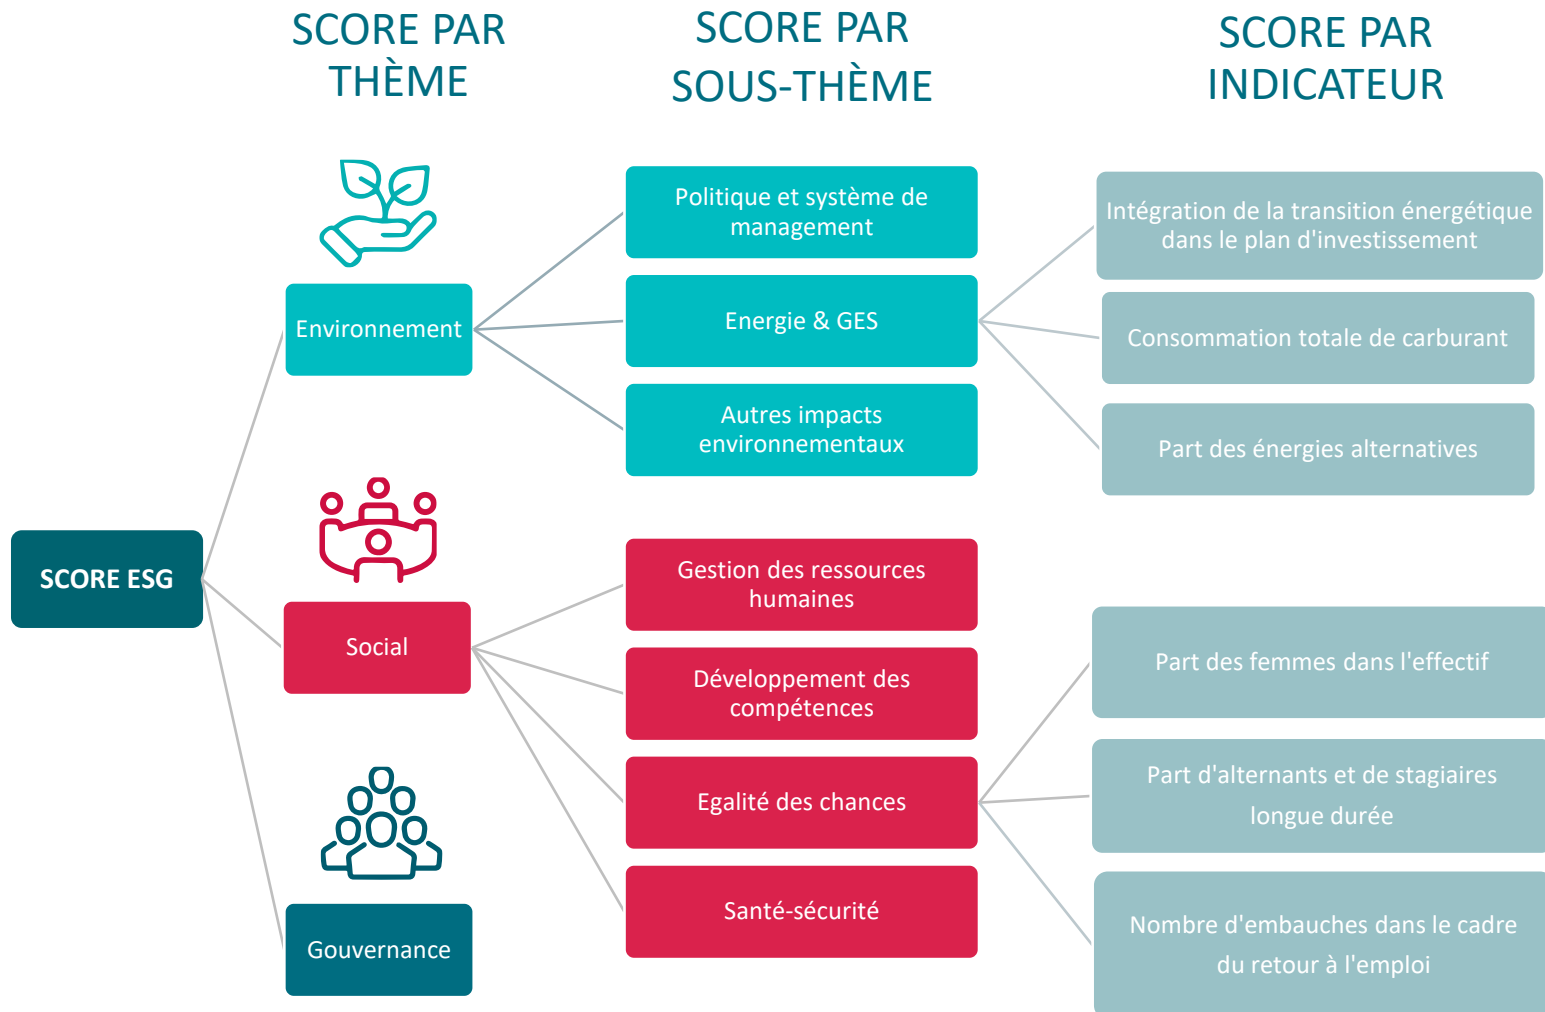 SCORE PAR
THÈME
SCORE PAR
SOUS-THÈME
SCORE PAR
INDICATEUR
SCORE ESG
Environnement
Social
Gouvernance
Politique et système de
management
Energie & GES
Autres impacts
environnementaux
Gestion des ressources
humaines
Développement des
compétences
Egalité des chances
Santé-sécurité
Intégration de la transition énergétique
dans le plan d'investissement
Consommation totale de carburant
Part des énergies alternatives
Part des femmes dans l'effectif
Part d'alternants et de stagiaires
longue durée
Nombre d'embauches dans le cadre
du retour à l'emploi